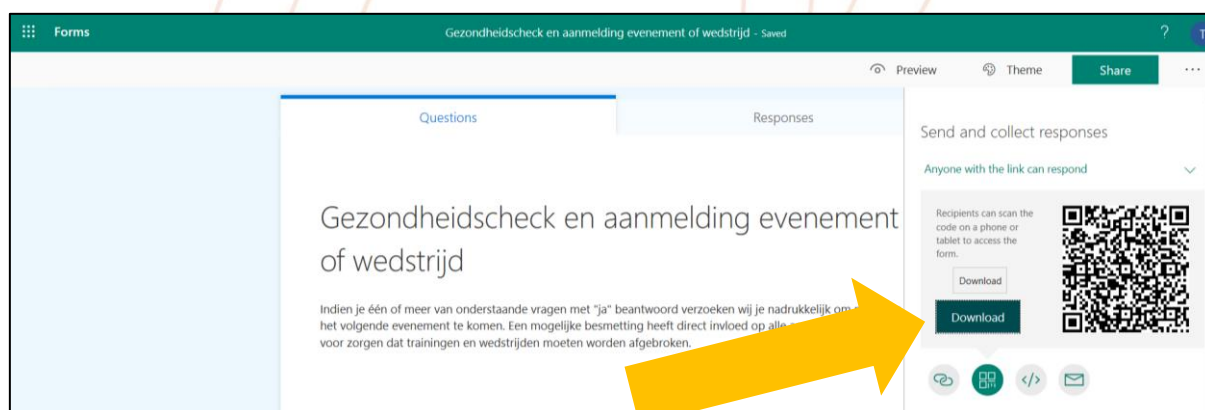 Forms
Gezondheidscheck en aanmelding evenement of wedstrijd - Saved
?
Preview
Theme
Share
...
Questions
Responses
Send and collect responses
Anyone with the link can respond
Gezondheidscheck en aanmelding evenement
of wedstrijd
Recipients can scan the
code on a phone or
tablet to access the
form.
Download
Download
Indien je één of meer van onderstaande vragen met "ja" beantwoord verzoeken wij je nadrukkelijk om
het volgende evenement te komen. Een mogelijke besmetting heeft direct invloed op alle
voor zorgen dat trainingen en wedstrijden moeten worden afgebroken.
</>